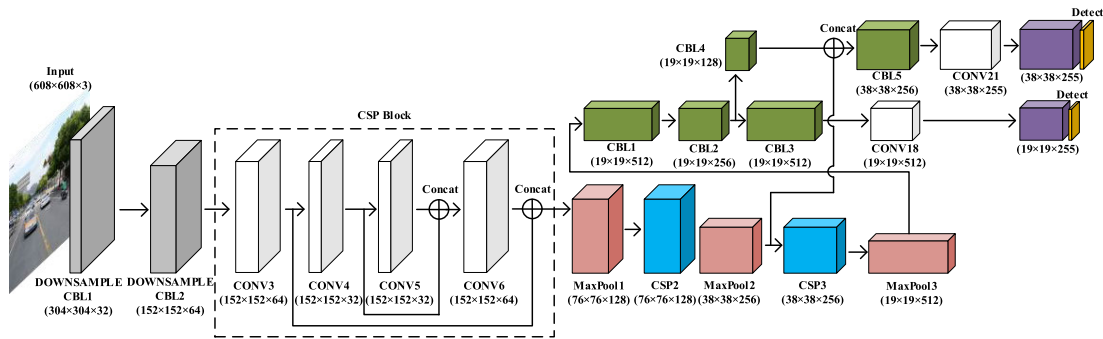 Input
(608×608×3)
DOWNSAMPLE
CBL1
(304×304×32)
DOWNSAMPLE
CBL2
(152×152×64)
CSP Block
CONV3
(152×152×64)
CONV4
(152×152×32)
CONV5
(152×152×32)
Concat
CONV6
(152×152×64)
Concat
MaxPool1
(76×76×128)
CSP2
(76×76×128)
MaxPool2
(38×38×256)
CSP3
(38×38×256)
MaxPool3
(19×19×512)
CBL1
(19×19×512)
CBL2
(19×19×256)
CBL3
(19×19×512)
CONV18
(19×19×512)
Detect
(19×19×255)
CBL4
(19×19×128)
Concat
CBL5
(38×38×256)
CONV21
(38×38×255)
Detect
(38×38×255)